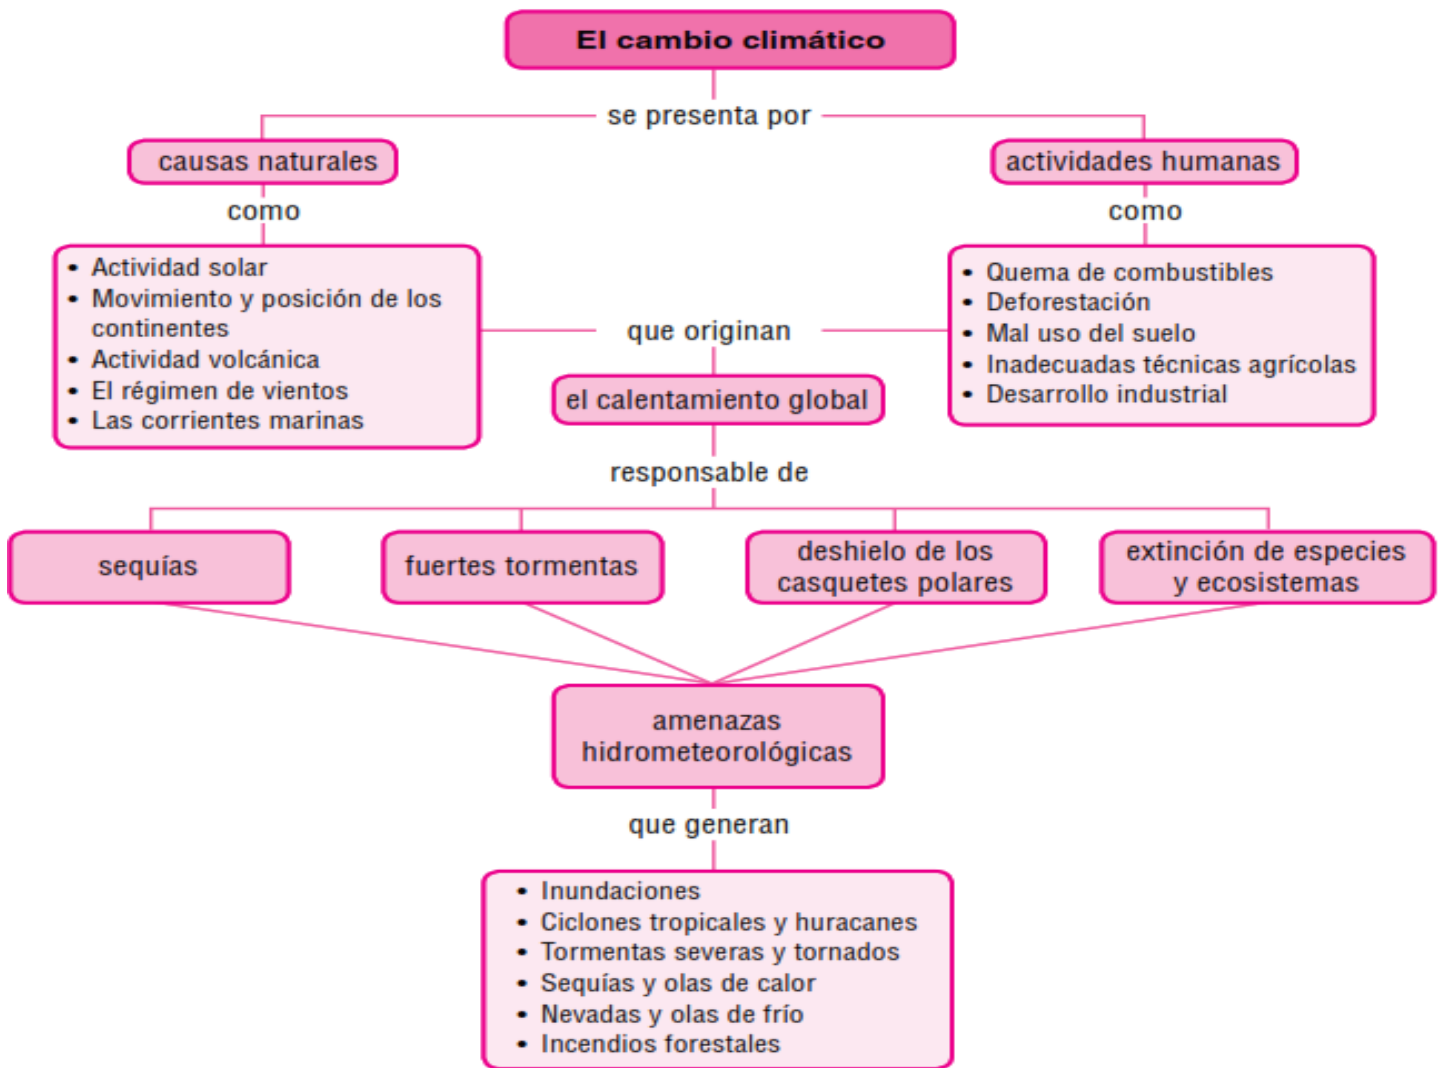 El cambio climático
se presenta por
causas naturales
actividades humanas
como
como
• Actividad solar
• Movimiento y posición de los
continentes
• Actividad volcánica
• El régimen de vientos
• Las corrientes marinas
• Quema de combustibles
• Deforestación
• Mal uso del suelo
• Inadecuadas técnicas agrícolas
• Desarrollo industrial
que originan
el calentamiento global
responsable de
sequías
fuertes tormentas
deshielo de los
casquetes polares
extinción de especies
y ecosistemas
amenazas
hidrometeorológicas
que generan
• Inundaciones
• Ciclones tropicales y huracanes
• Tormentas severas y tornados
• Sequías y olas de calor
• Nevadas y olas de frío
• Incendios forestales